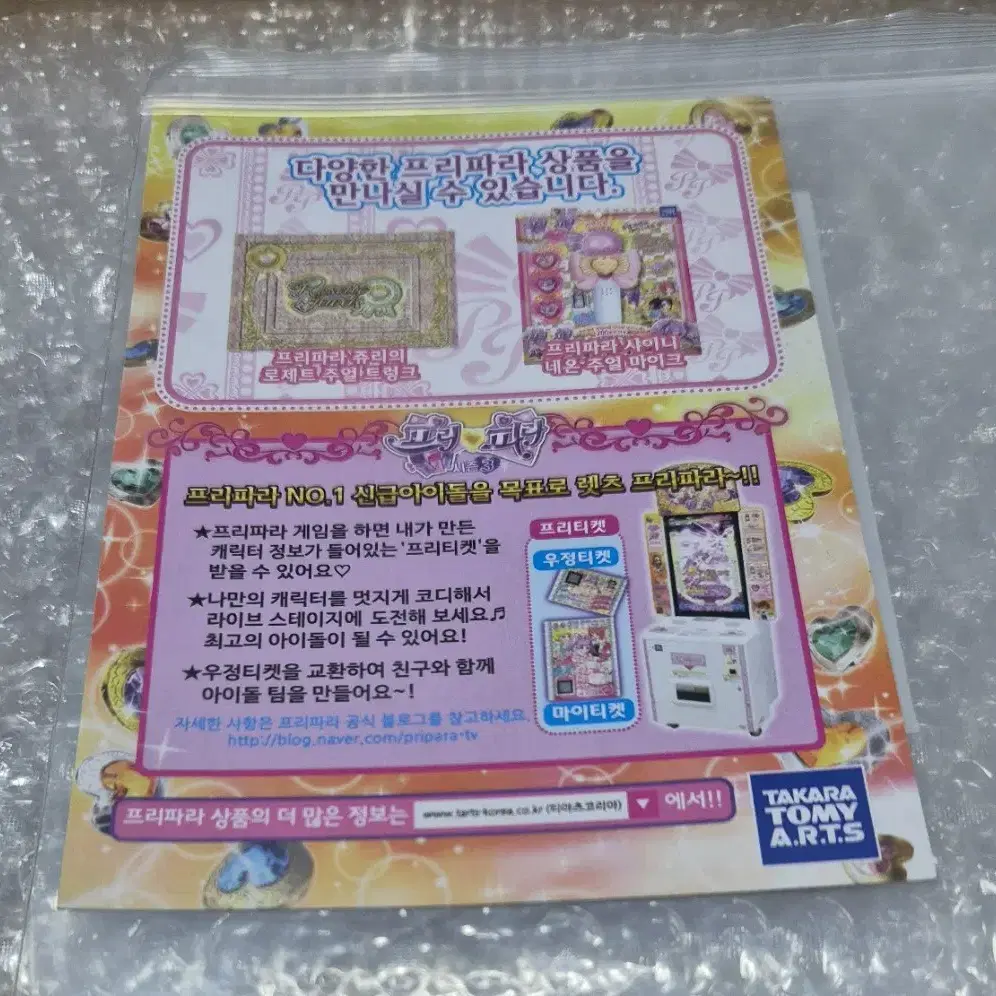 다양한 프리파라 상품을
만나실 수 있습니다.
프리파라 쥬리의
로제트 주얼 트렁크
프리파라 샤이니
네온 주얼 마이크
프리 파라
시즌 3
프리파라 NO.1 신급아이돌을 목표로 렛츠 프리파라~!!
★프리파라 게임을 하면 내가 만든
캐릭터 정보가 들어있는 '프리티켓'을
받을 수 있어요♡
★나만의 캐릭터를 멋지게 코디해서
라이브 스테이지에 도전해 보세요♬
최고의 아이돌이 될 수 있어요!
★우정티켓을 교환하여 친구와 함께
아이돌 팀을 만들어요~!
자세한 사항은 프리파라 공식 블로그를 참고하세요.
http://blog.naver.com/pripara-tv
프리티켓
우정티켓
마이티켓
프리파라 상품의 더 많은 정보는
(티아츠코리아)
▼
에서!!
TAKARA
TOMY
A.R.T.S